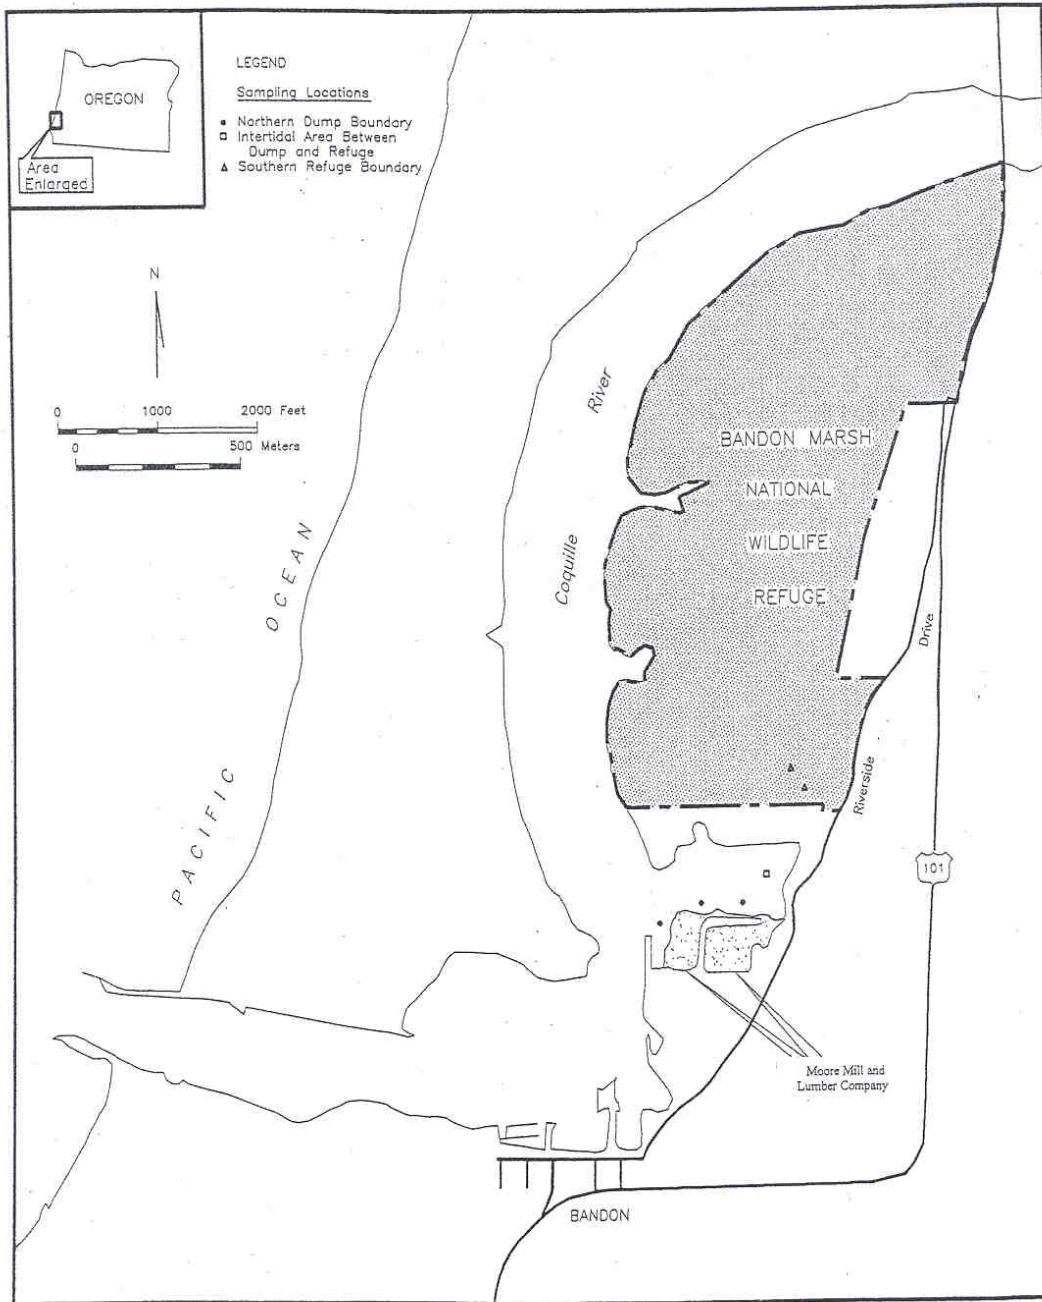 OREGON
Area
Enlarged
LEGEND
Sampling Locations
Northern Dump Boundary
Intertidal Area Between
Dump and Refuge
Southern Refuge Boundary
N
0 1000 2000 Feet
0 500 Meters
PACIFIC OCEAN
Coquille River
BANDON MARSH
NATIONAL
WILDLIFE
REFUGE
Riverside Drive
101
Moore Mill and
Lumber Company
BANDON